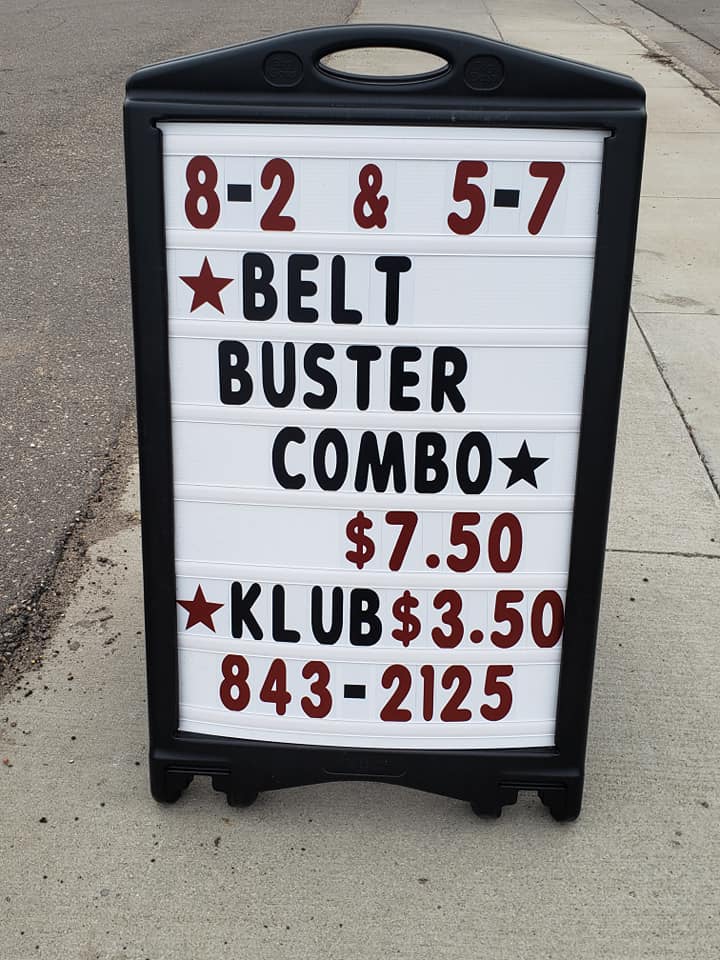 8-2 & 5-7
★BELT
BUSTER
COMBO★
$7.50
★KLUB$3.50
843-2125